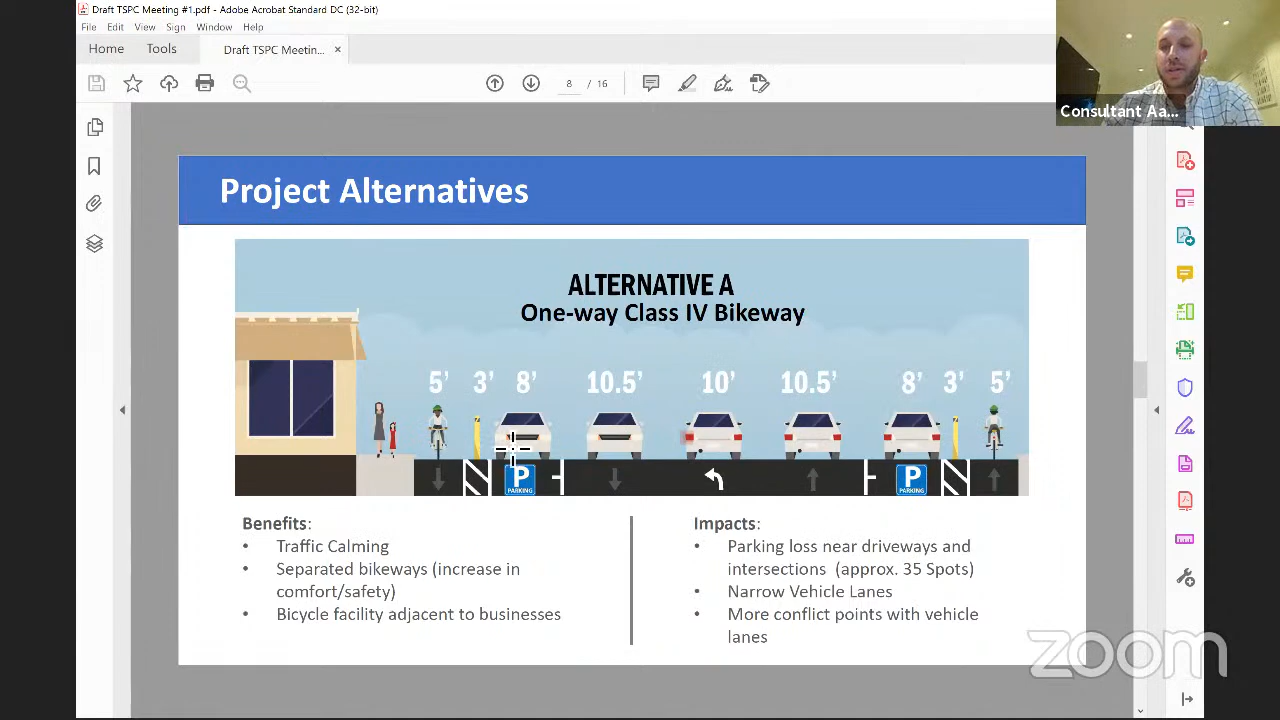 Draft TSPC Meeting #1.pdf - Adobe Acrobat Standard DC (32-bit)
File Edit View Sign Window Help
Home Tools Draft TSPC Meetin... ×
8 / 16
Consultant Aa...
Project Alternatives
ALTERNATIVE A
One-way Class IV Bikeway
5’ 3’ 8’ 10.5’ 10’ 10.5’ 8’ 3’ 5’
P PARKING
P PARKING
Benefits:
• Traffic Calming
• Separated bikeways (increase in
comfort/safety)
• Bicycle facility adjacent to businesses
Impacts:
• Parking loss near driveways and
intersections (approx. 35 Spots)
• Narrow Vehicle Lanes
• More conflict points with vehicle
lanes
zoom